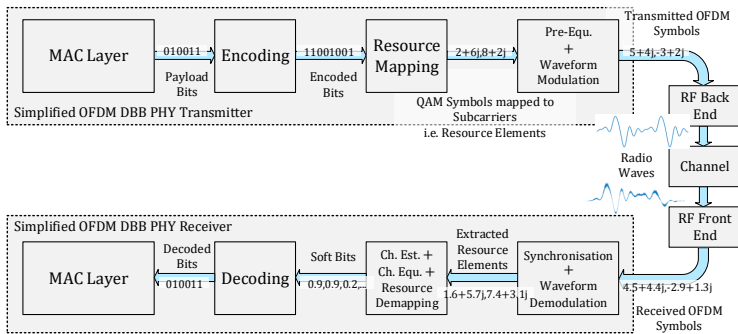 MAC Layer
010011
Payload
Bits
Encoding
11001001
Encoded
Bits
Resource
Mapping
2+6j,8+2j
QAM Symbols mapped to
Subcarriers
i.e. Resource Elements
Pre-Equ.
+
Waveform
Modulation
Transmitted OFDM
Symbols
5+4j,-3+2j
Simplified OFDM DBB PHY Transmitter
RF Back
End
Radio
Waves
Channel
RF Front
End
Simplified OFDM DBB PHY Receiver
MAC Layer
Decoded
Bits
010011
Decoding
Soft Bits
0.9,0.9,0.2,..
Ch. Est. +
Ch. Equ. +
Resource
Demapping
Extracted
Resource
Elements
1.6+5.7j,7.4+3.1j
Synchronisation
+
Waveform
Demodulation
4.5+4.4j,-2.9+1.3j
Received OFDM
Symbols